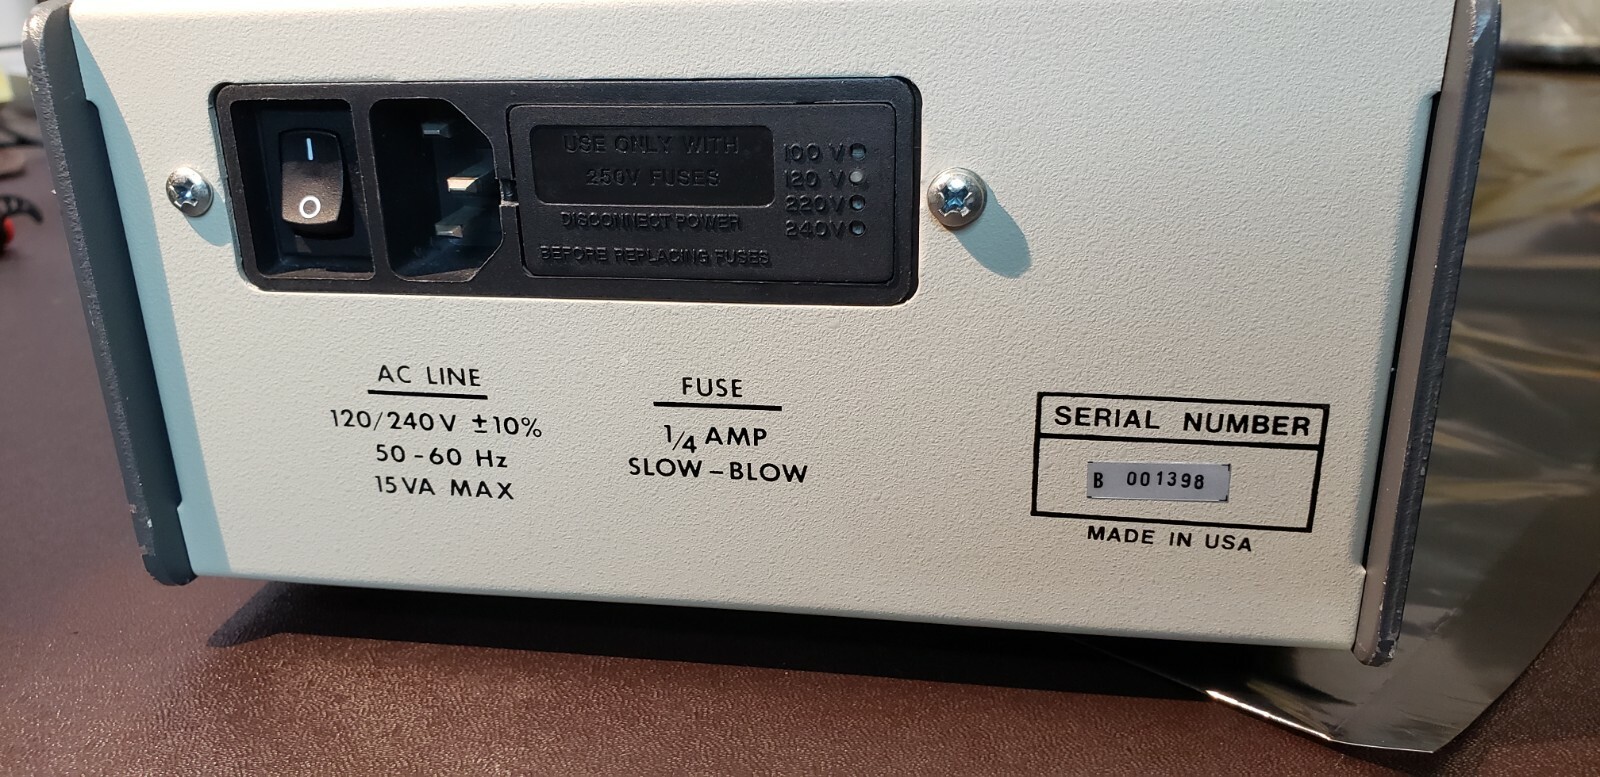 I
O
USE ONLY WITH
250V FUSES
DISCONNECT POWER
BEFORE REPLACING FUSES
100 V
120 V
220V
240V
AC LINE
120/240V ±10%
50-60 Hz
15VA MAX
FUSE
1/4 AMP
SLOW-BLOW
SERIAL NUMBER
B 001398
MADE IN USA